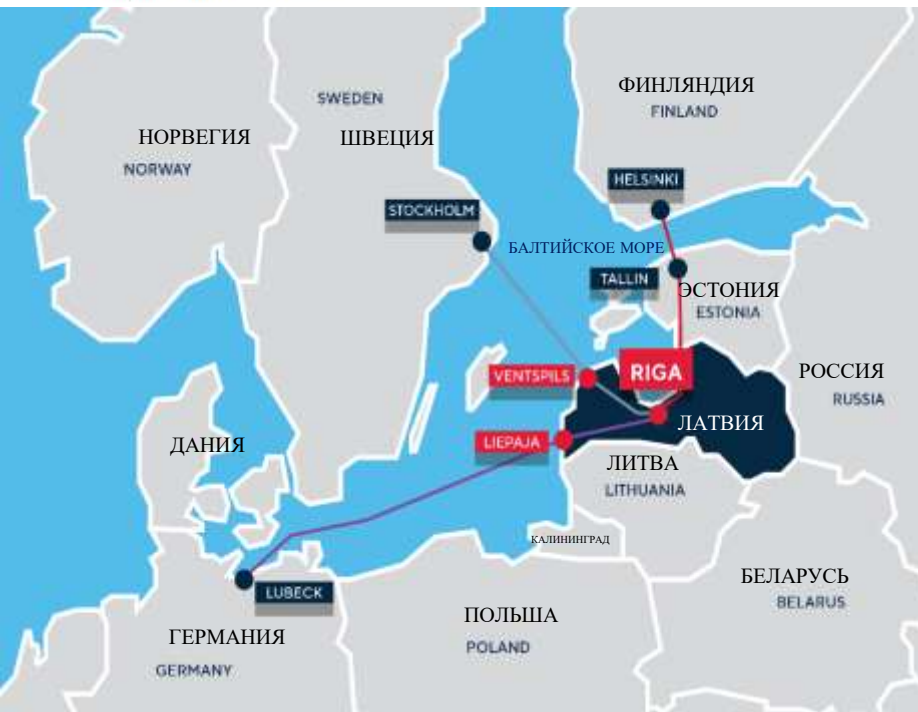 ФИНЛЯНДИЯ
SWEDEN
FINLAND
НОРВЕГИЯ
ШВЕЦИЯ
NORWAY
HELSINKI
STOCKHOLM
БАЛТИЙСКОЕ МОРЕ
TALLIN
ЭСТОНИЯ
ESTONIA
VENTSPILS
RIGA
РОССИЯ
RUSSIA
ЛАТВИЯ
LIEPAJA
ДАНИЯ
ЛИТВА
LITHUANIA
КАЛИНИНГРАД
БЕЛАРУСЬ
BELARUS
LUBECK
ПОЛЬША
ГЕРМАНИЯ
POLAND
GERMANY